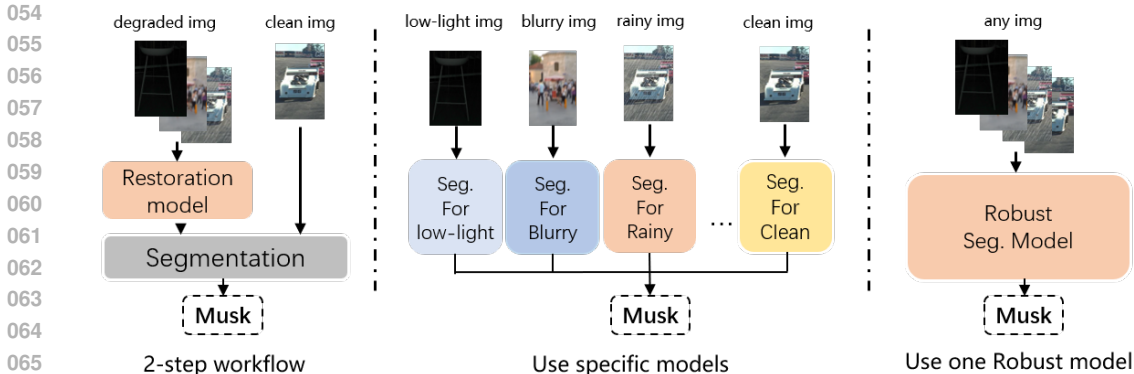 054
055
056
057
058
059
060
061
062
063
064
065
degraded img
clean img
Restoration
model
Segmentation
Musk
2-step workflow
low-light img
blurry img
rainy img
clean img
Seg.
For
low-light
Seg.
For
Blurry
Seg.
For
Rainy
...
Seg.
For
Clean
Musk
Use specific models
any img
Robust
Seg. Model
Musk
Use one Robust model